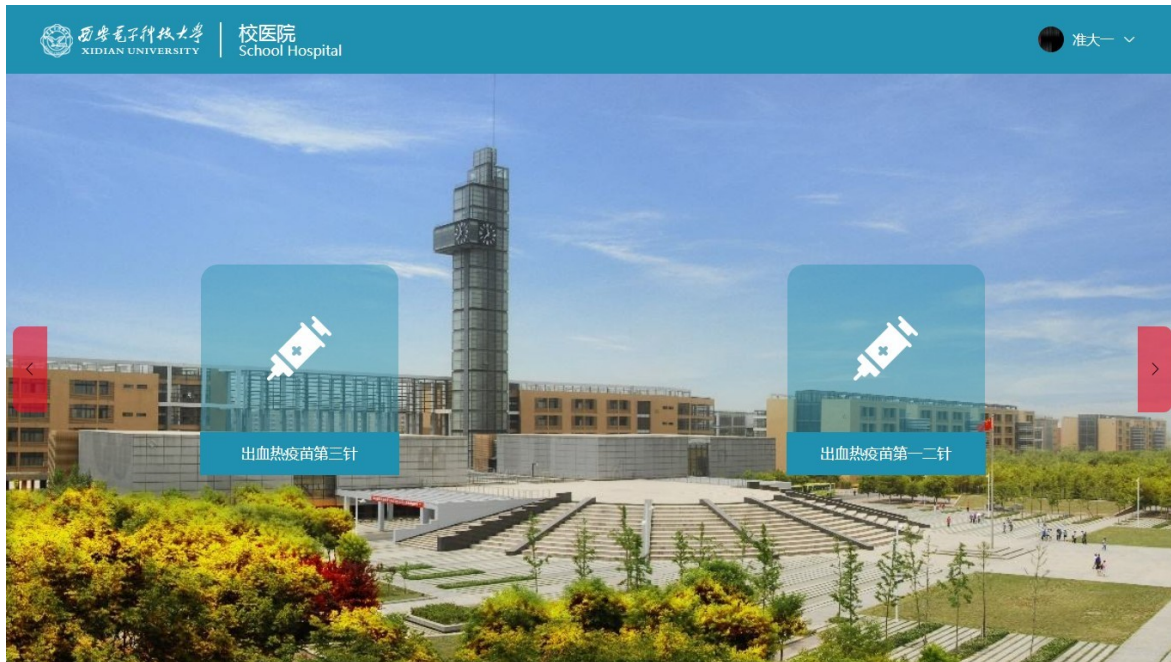 西安电子科技大学
XIDIAN UNIVERSITY
校医院
School Hospital
准大一
出血热疫苗第三针
出血热疫苗第一二针